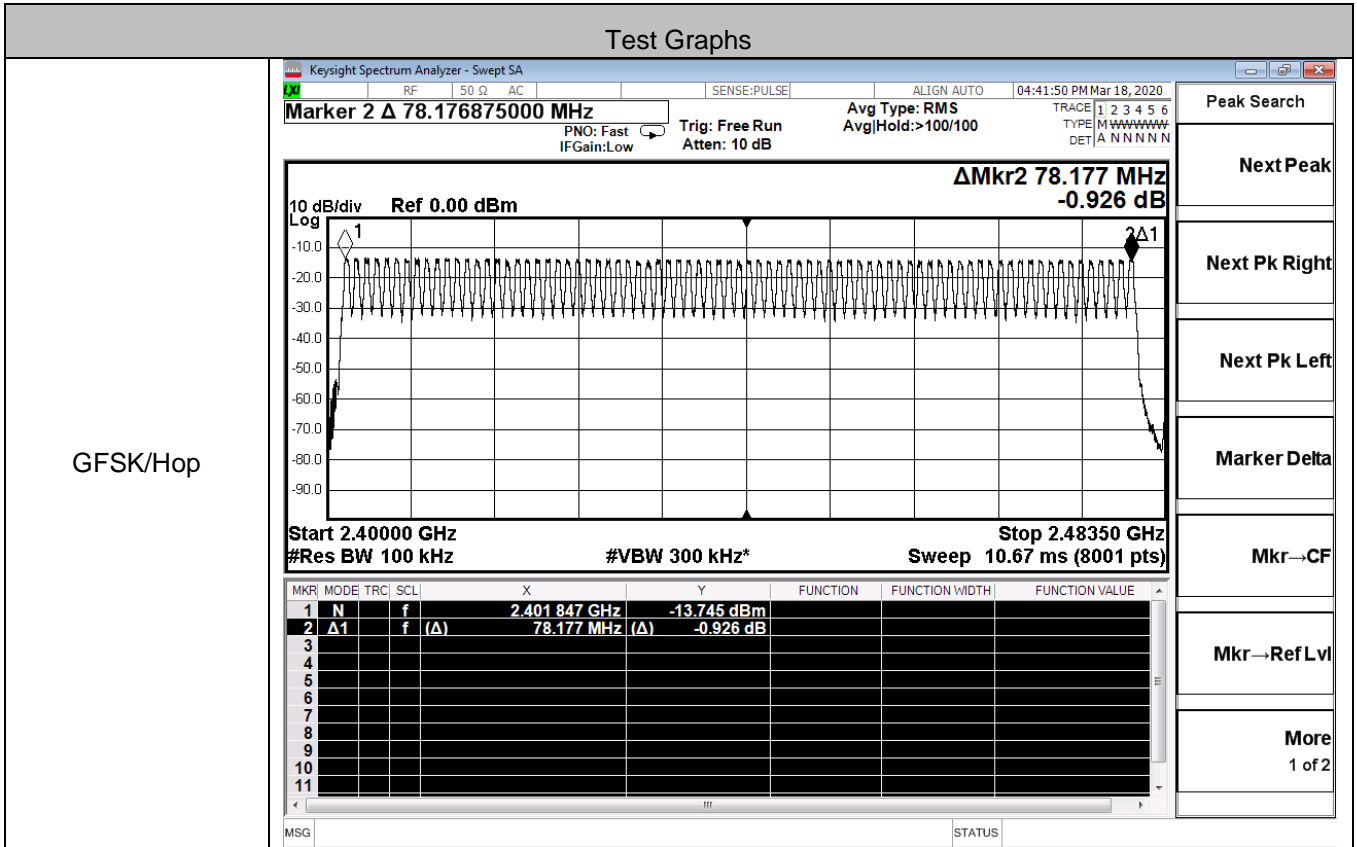 Test Graphs
GFSK/Hop
Keysight Spectrum Analyzer - Swept SA
LXI RF 50 Ω AC SENSE:PULSE ALIGN AUTO 04:41:50 PM Mar 18, 2020
Marker 2 Δ 78.176875000 MHz
PNO: Fast
IFGain:Low
Trig: Free Run
Atten: 10 dB
Avg Type: RMS
Avg|Hold:>100/100
TRACE 1 2 3 4 5 6
TYPE M W W W W W
DET A N N N N N
ΔMkr2 78.177 MHz
-0.926 dB
10 dB/div Ref 0.00 dBm
Log
1
2Δ1
-10.0
-20.0
-30.0
-40.0
-50.0
-60.0
-70.0
-80.0
-90.0
Start 2.40000 GHz Stop 2.48350 GHz
#Res BW 100 kHz #VBW 300 kHz* Sweep 10.67 ms (8001 pts)
MKR MODE TRC SCL X Y FUNCTION FUNCTION WIDTH FUNCTION VALUE
1 N f 2.401 847 GHz -13.745 dBm
2 Δ1 f (Δ) 78.177 MHz (Δ) -0.926 dB
3
4
5
6
7
8
9
10
11
MSG STATUS
Peak Search
Next Peak
Next Pk Right
Next Pk Left
Marker Delta
Mkr→CF
Mkr→Ref Lvl
More
1 of 2